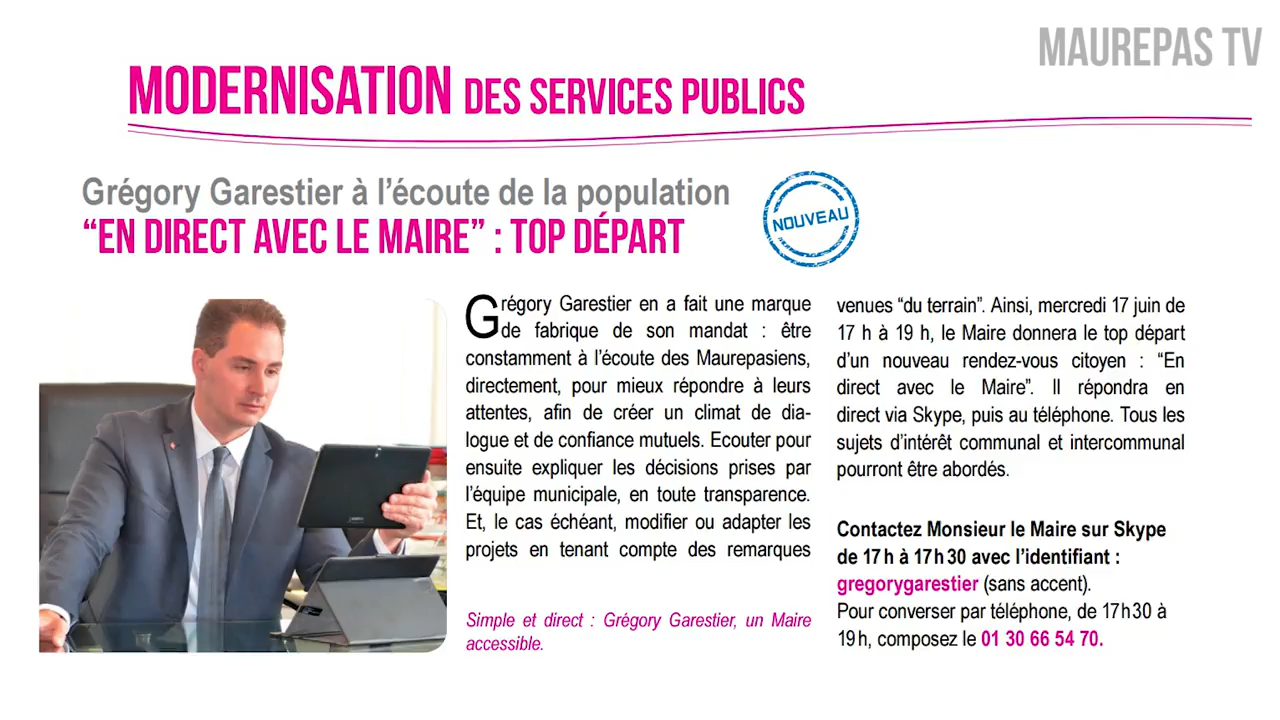 MAUREPAS TV
MODERNISATION DES SERVICES PUBLICS
Grégory Garestier à l'écoute de la population
“EN DIRECT AVEC LE MAIRE” : TOP DÉPART
NOUVEAU
Grégory Garestier en a fait une marque
de fabrique de son mandat : être
constamment à l'écoute des Maurepasiens,
directement, pour mieux répondre à leurs
attentes, afin de créer un climat de dia-
logue et de confiance mutuels. Ecouter pour
ensuite expliquer les décisions prises par
l'équipe municipale, en toute transparence.
Et, le cas échéant, modifier ou adapter les
projets en tenant compte des remarques
venues “du terrain”. Ainsi, mercredi 17 juin de
17 h à 19 h, le Maire donnera le top départ
d'un nouveau rendez-vous citoyen : “En
direct avec le Maire”. Il répondra en
direct via Skype, puis au téléphone. Tous les
sujets d'intérêt communal et intercommunal
pourront être abordés.
Contactez Monsieur le Maire sur Skype
de 17 h à 17 h 30 avec l'identifiant :
gregorygarestier (sans accent).
Pour converser par téléphone, de 17 h 30 à
19 h, composez le 01 30 66 54 70.
Simple et direct : Grégory Garestier, un Maire
accessible.